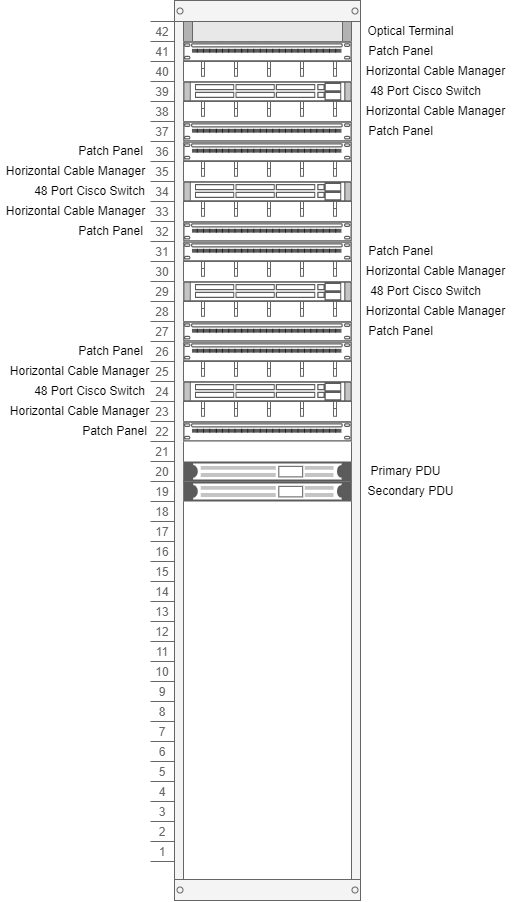 42 Optical Terminal
41 Patch Panel
40 Horizontal Cable Manager
39 48 Port Cisco Switch
38 Horizontal Cable Manager
37 Patch Panel
Patch Panel 36
Horizontal Cable Manager 35
48 Port Cisco Switch 34
Horizontal Cable Manager 33
Patch Panel 32
31 Patch Panel
30 Horizontal Cable Manager
29 48 Port Cisco Switch
28 Horizontal Cable Manager
27 Patch Panel
Patch Panel 26
Horizontal Cable Manager 25
48 Port Cisco Switch 24
Horizontal Cable Manager 23
Patch Panel 22
21
20 Primary PDU
19 Secondary PDU
18
17
16
15
14
13
12
11
10
9
8
7
6
5
4
3
2
1